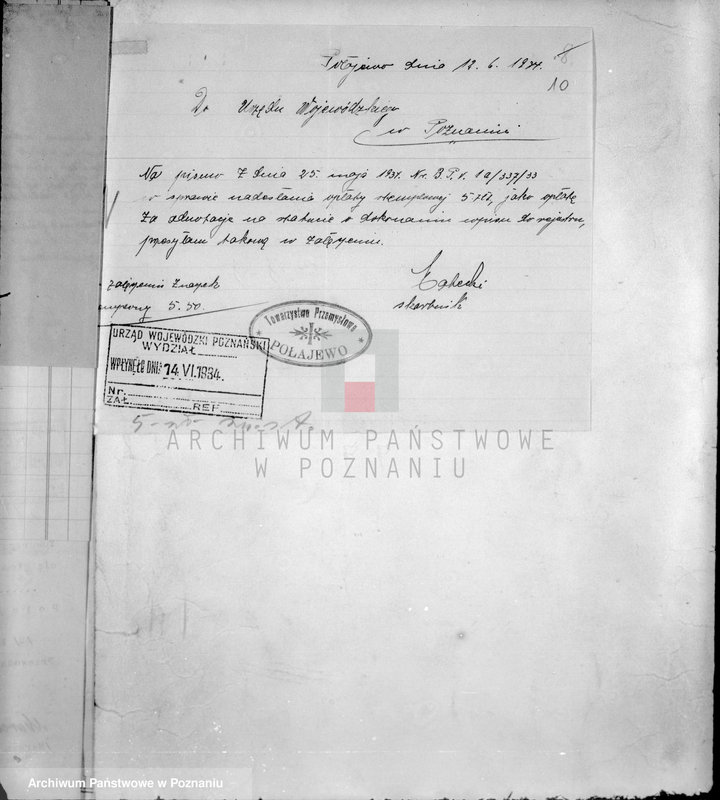 Połajewo dnia 12. 6. 1934.
8
10
Do Urzędu Wojewódzkiego
w Poznaniu
Na pismo z dnia 25. maja 1934. Nr. B.P.V. 1a/337/33
w sprawie nadesłania opłaty stemplowej 5 zł, jako opłatę
za adnotację na statucie o dokonaniu wpisu do rejestru,
przesyłam takową w załączeniu.
załączeniu znaczek
5.50.
skarbnik
Towarzystwo Przemysłowe
POŁAJEWO
URZĄD WOJEWÓDZKI POZNAŃSKI
WYDZIAŁ
WPŁYNĘŁO DNIA 14.VI.1934.
Nr.
ZAŁ. REF.
ARCHIWUM PAŃSTWOWE
W POZNANIU
Archiwum Państwowe w Poznaniu